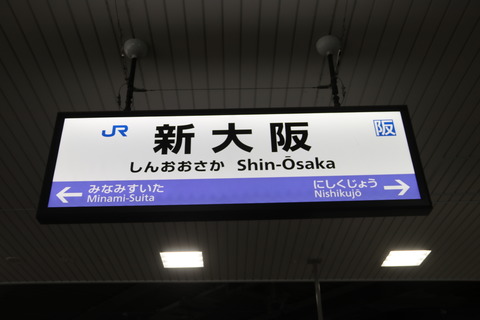 JR 新大阪 阪
しんおおさか Shin-Ōsaka
← みなみすいた にしくじょう →
Minami-Suita Nishikujō